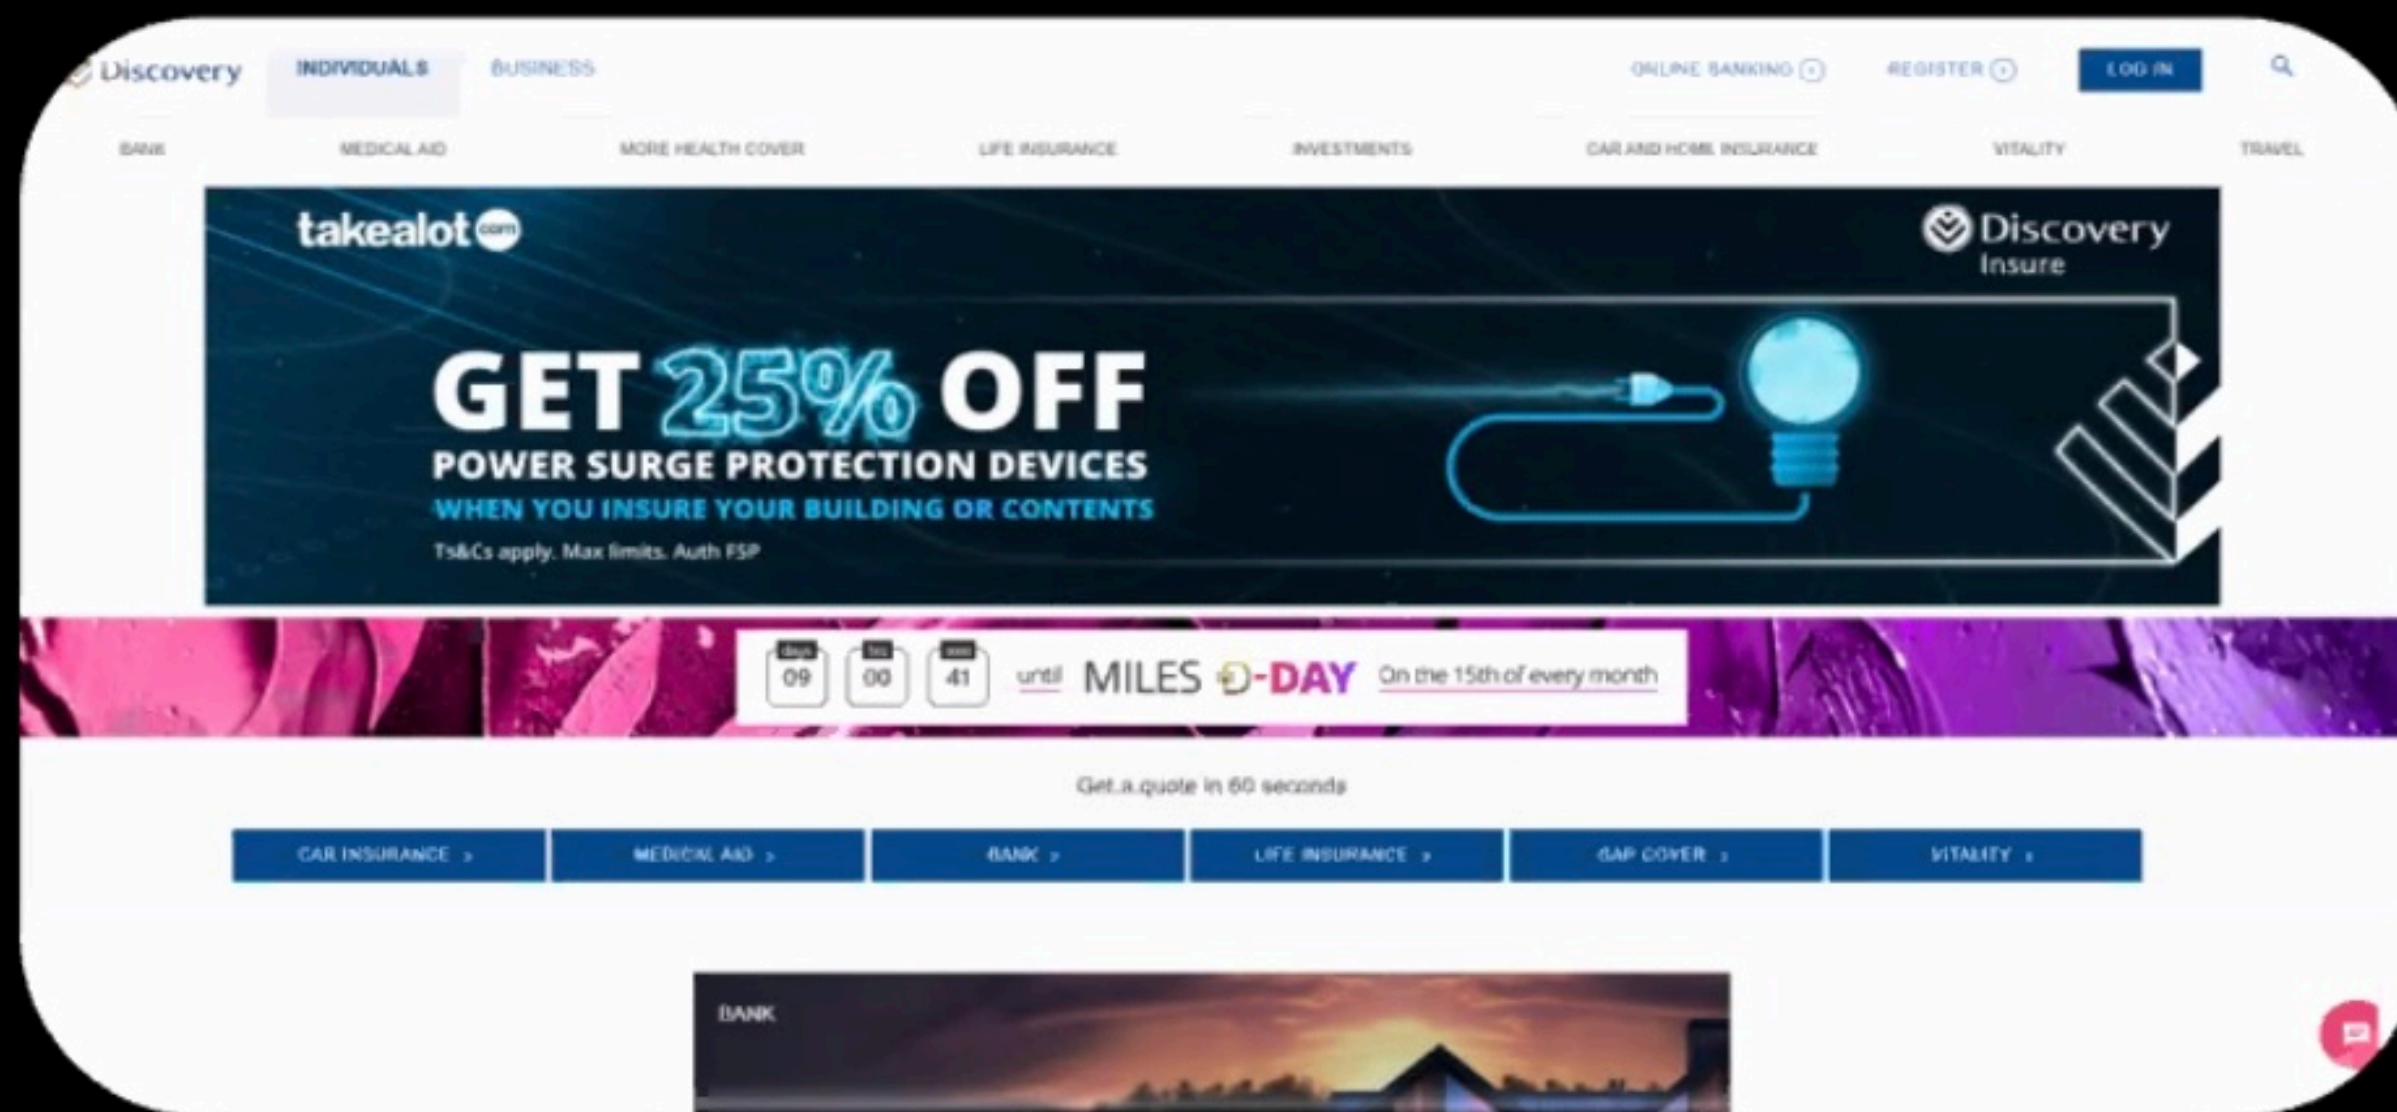 Discovery INDIVIDUALS BUSINESS ONLINE BANKING REGISTER LOG IN
BANK MEDICAL AID MORE HEALTH COVER LIFE INSURANCE INVESTMENTS CAR AND HOME INSURANCE VITALITY TRAVEL
takealot com
Discovery
Insure
GET 25% OFF
POWER SURGE PROTECTION DEVICES
WHEN YOU INSURE YOUR BUILDING OR CONTENTS
Ts&Cs apply. Max limits. Auth FSP
days hrs
09 00 41 until MILES D-DAY On the 15th of every month
Get a quote in 60 seconds
CAR INSURANCE > MEDICAL AID > BANK > LIFE INSURANCE > GAP COVER > VITALITY >
BANK